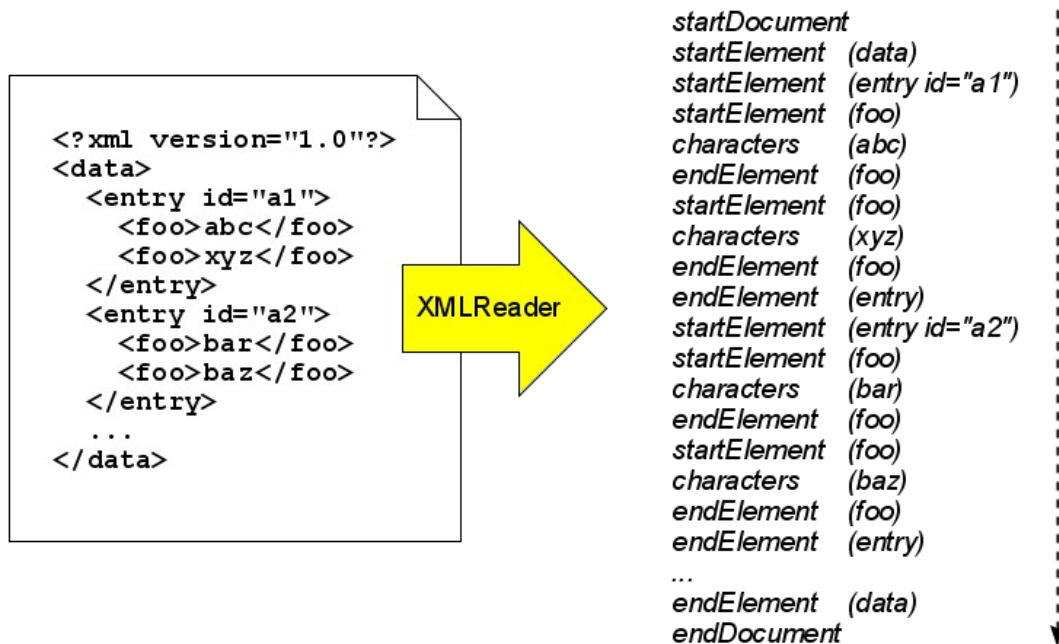 <?xml version="1.0"?>
<data>
<entry id="a1">
<foo>abc</foo>
<foo>xyz</foo>
</entry>
<entry id="a2">
<foo>bar</foo>
<foo>baz</foo>
</entry>
...
</data>
XMLReader
startDocument
startElement (data)
startElement (entry id="a1")
startElement (foo)
characters (abc)
endElement (foo)
startElement (foo)
characters (xyz)
endElement (foo)
endElement (entry)
startElement (entry id="a2")
startElement (foo)
characters (bar)
endElement (foo)
startElement (foo)
characters (baz)
endElement (foo)
endElement (entry)
...
endElement (data)
endDocument